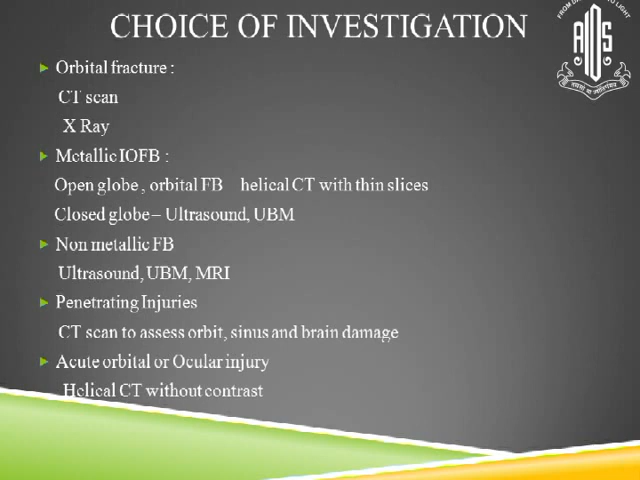 CHOICE OF INVESTIGATION
Orbital fracture :
CT scan
X Ray
Metallic IOFB :
Open globe , orbital FB helical CT with thin slices
Closed globe – Ultrasound, UBM
Non metallic FB
Ultrasound, UBM, MRI
Penetrating Injuries
CT scan to assess orbit, sinus and brain damage
Acute orbital or Ocular injury
Helical CT without contrast